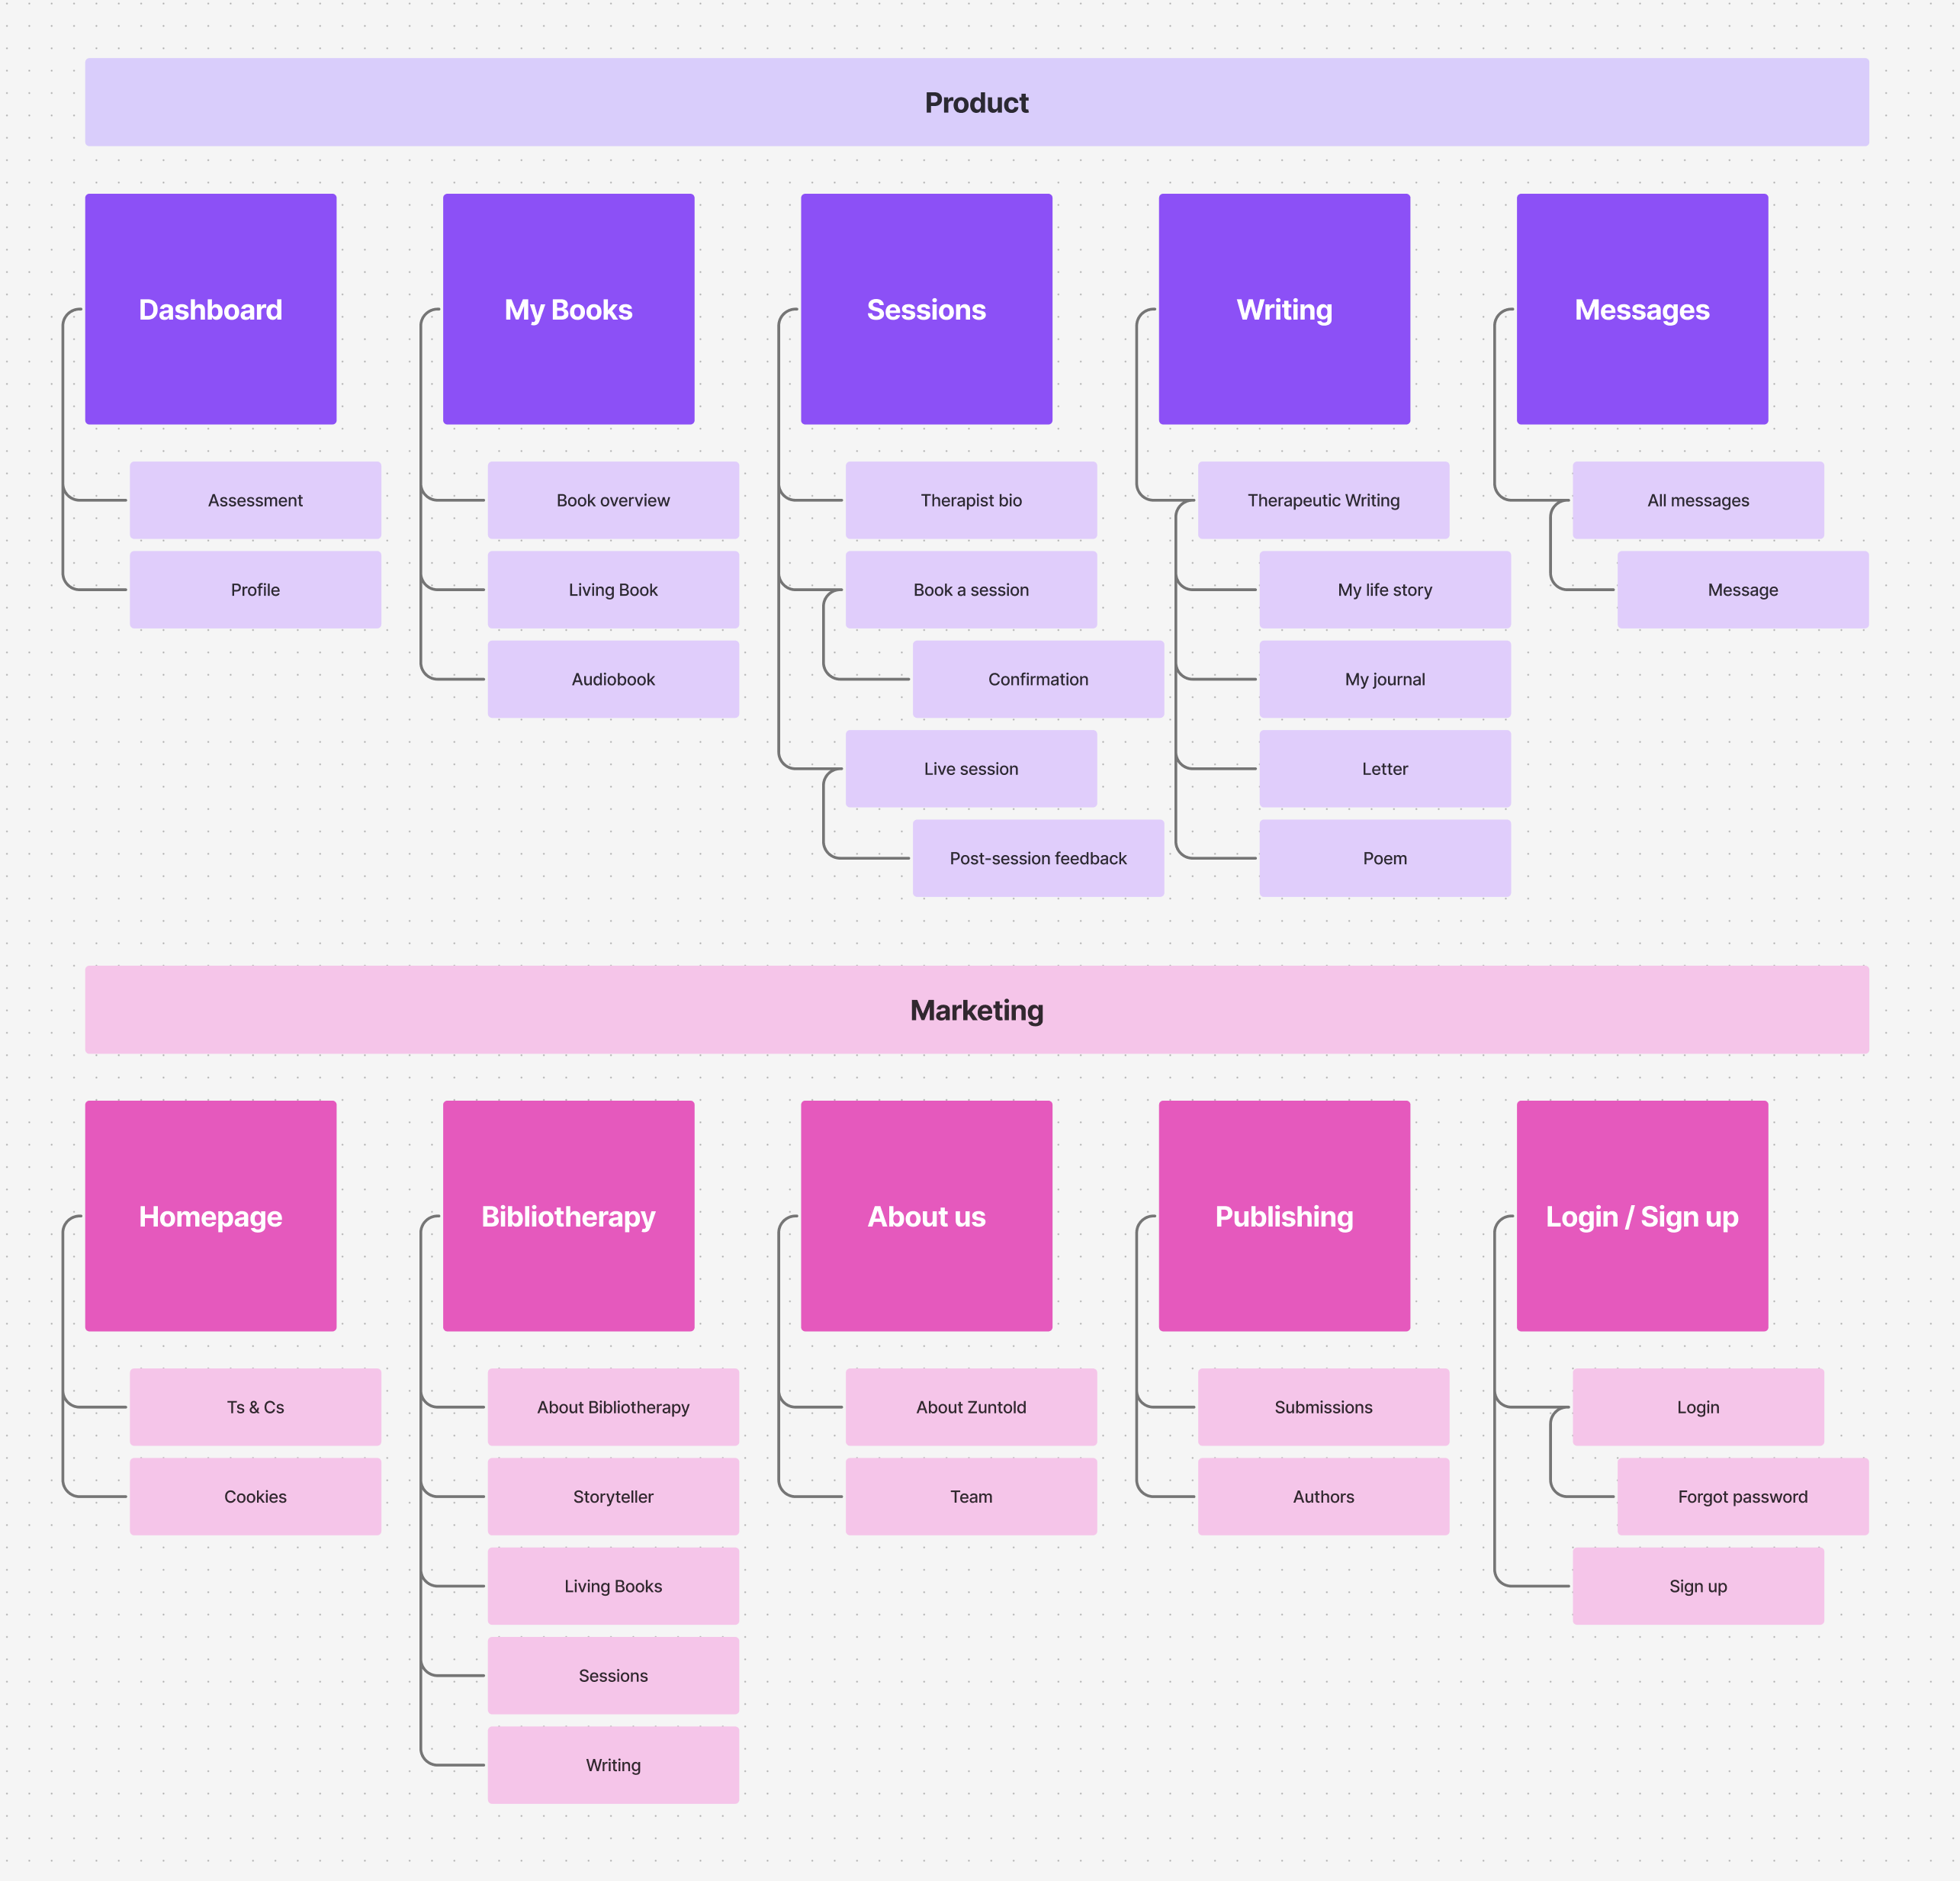 Product
Dashboard
Assessment
Profile
My Books
Book overview
Living Book
Audiobook
Sessions
Therapist bio
Book a session
Confirmation
Live session
Post-session feedback
Writing
Therapeutic Writing
My life story
My journal
Letter
Poem
Messages
All messages
Message
Marketing
Homepage
Ts & Cs
Cookies
Bibliotherapy
About Bibliotherapy
Storyteller
Living Books
Sessions
Writing
About us
About Zuntold
Team
Publishing
Submissions
Authors
Login / Sign up
Login
Forgot password
Sign up